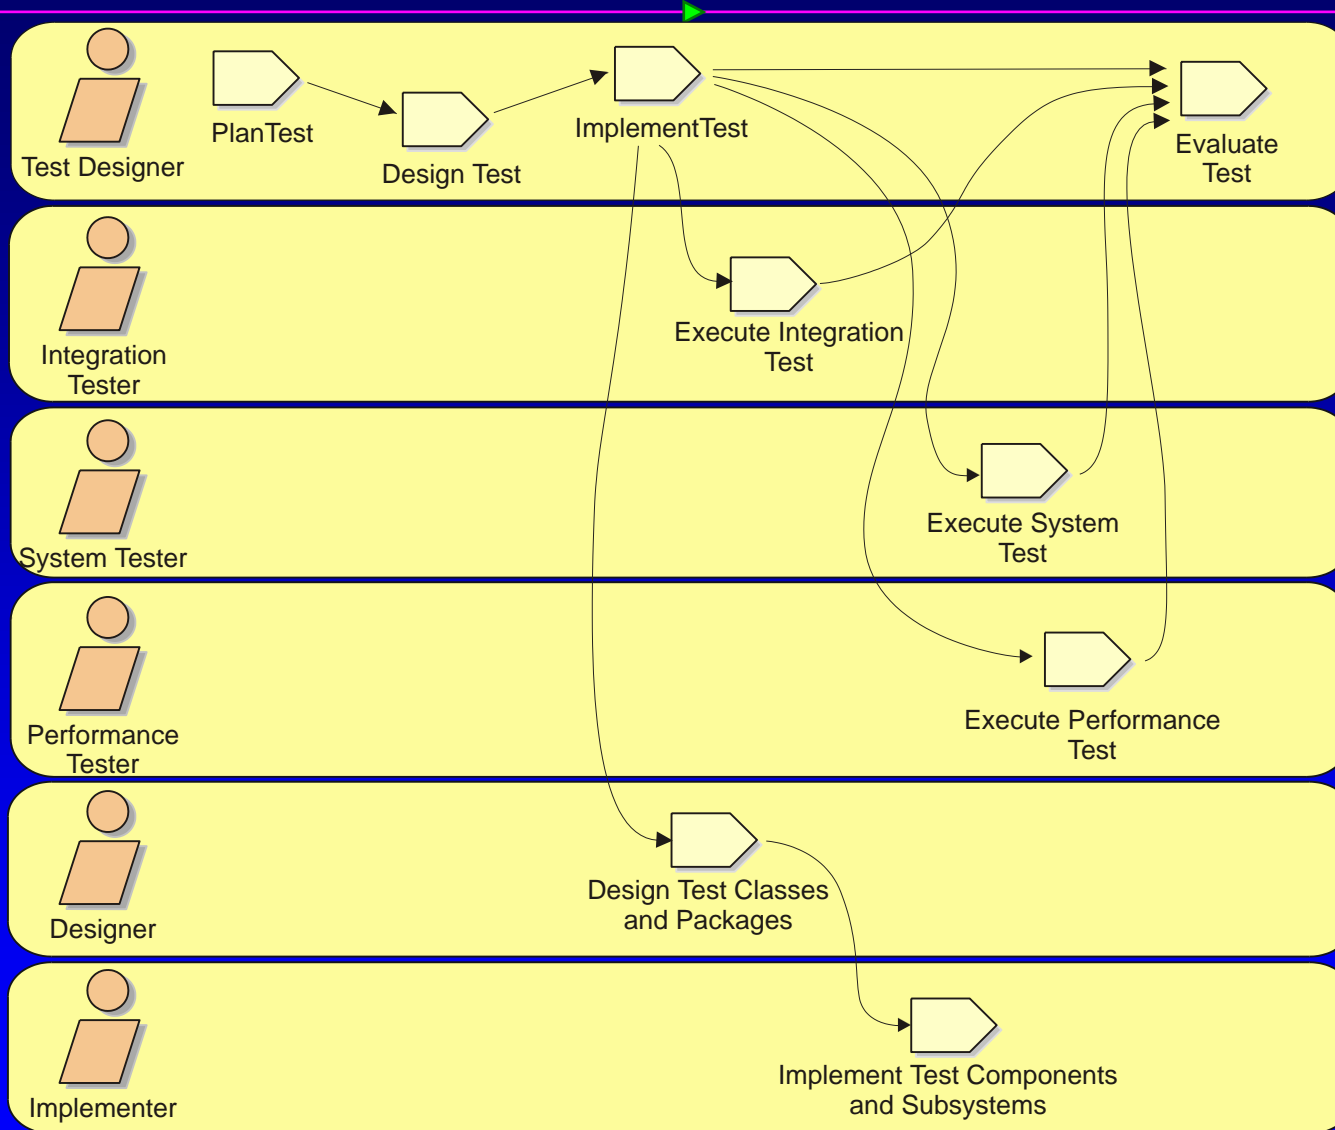 PlanTest
ImplementTest
Test Designer
Design Test
Evaluate
Test
Integration
Tester
Execute Integration
Test
System Tester
Execute System
Test
Performance
Tester
Execute Performance
Test
Designer
Design Test Classes
and Packages
Implementer
Implement Test Components
and Subsystems